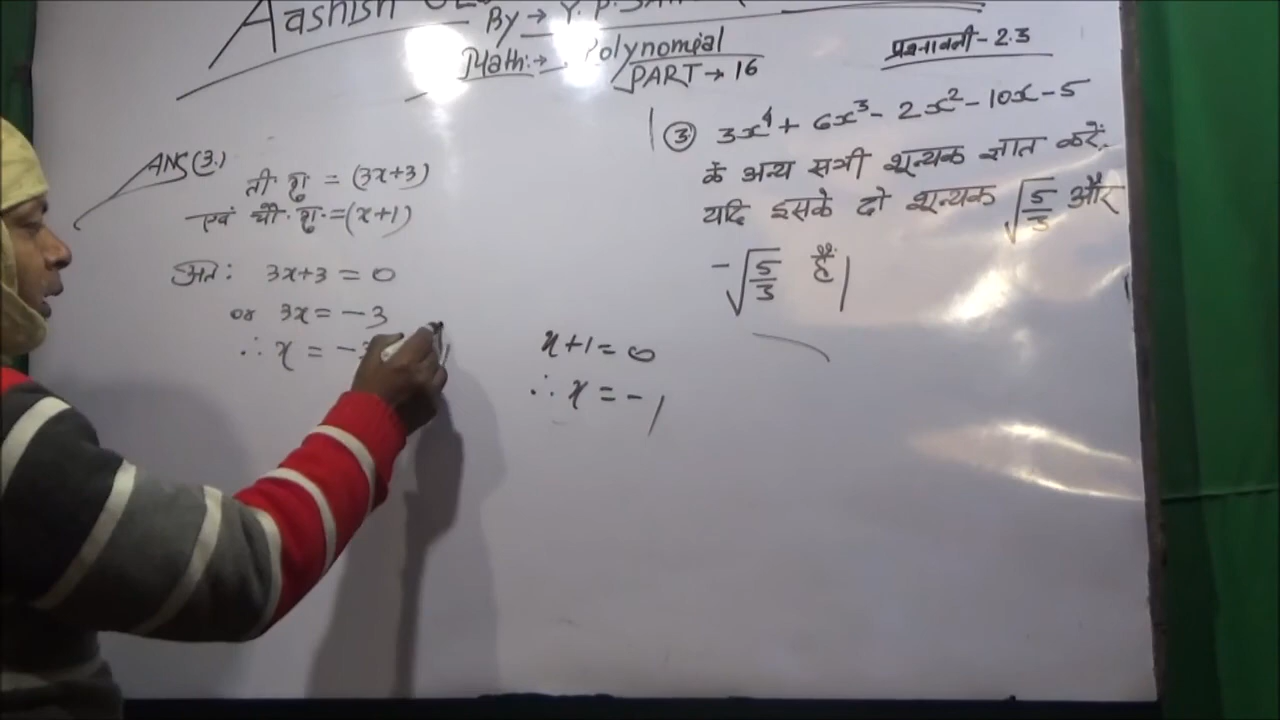 Aashish
By → Y. P.
Math:→ Polynomial
PART → 16
प्रश्नावली - 2.3
③ 3x⁴ + 6x³ - 2x² - 10x - 5
के अन्य सभी शून्यक ज्ञात करें.
यदि इसके दो शून्यक √5/3 और
-√5/3 हैं।
ANS (3.)
ती शु = (3x+3)
एवं चौ. शु. = (x+1)
अत: 3x+3 = 0
or 3x = -3
∴ x = -3
x+1 = 0
∴ x = -1